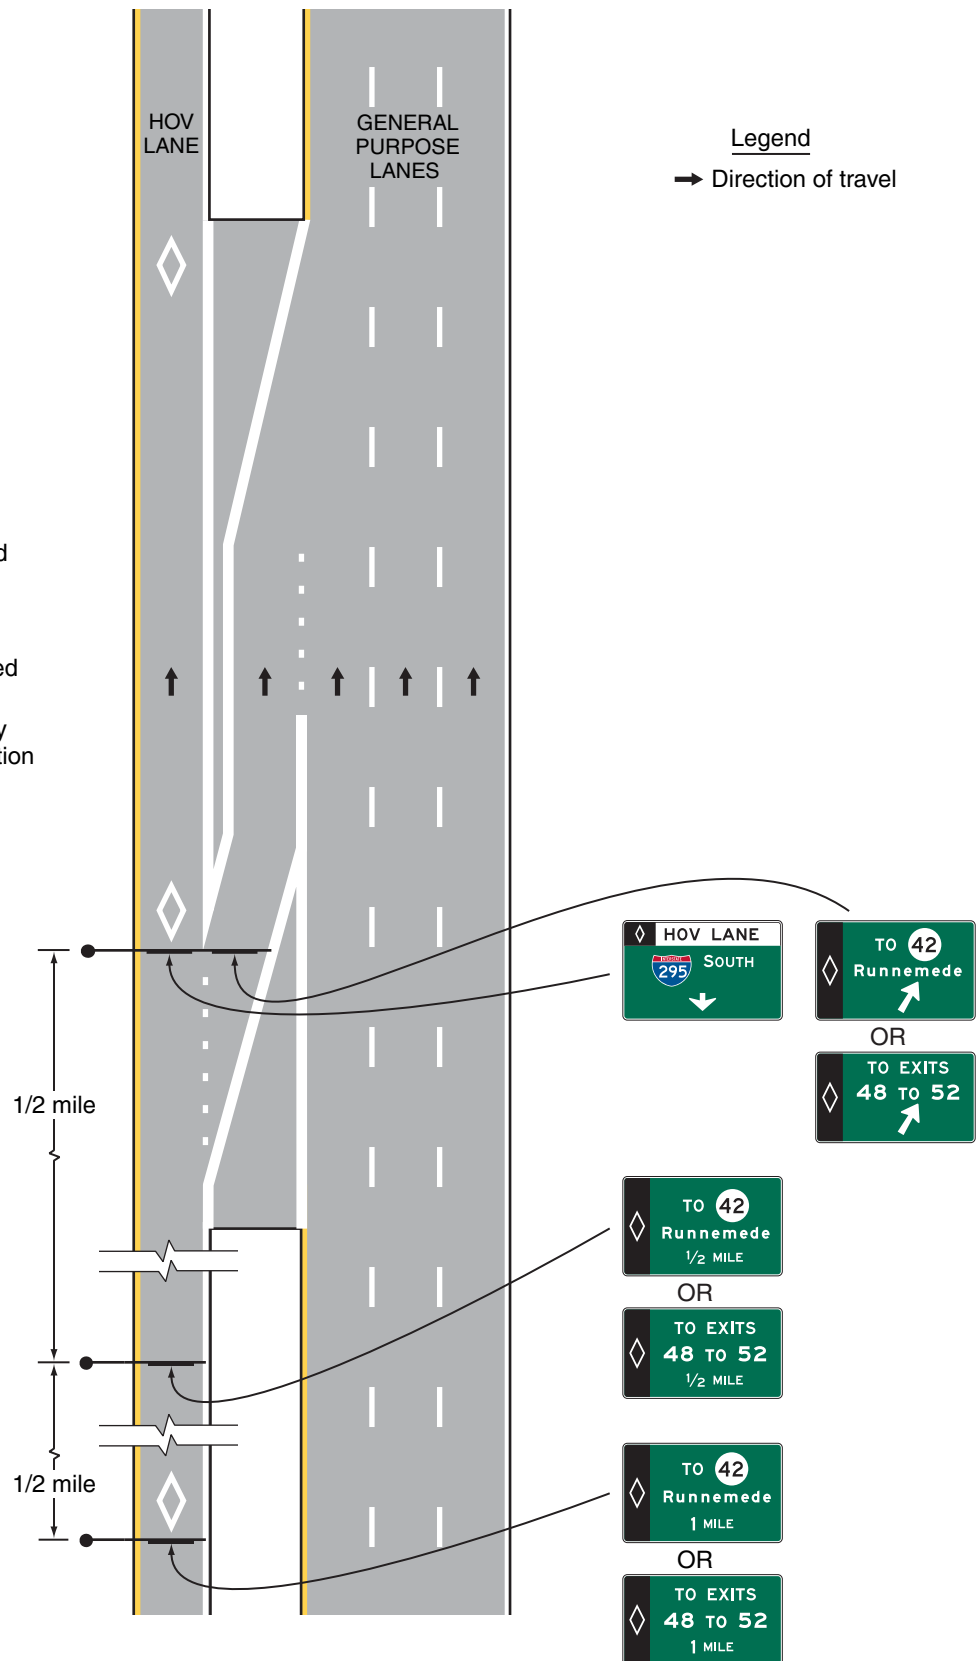 HOV
LANE
GENERAL
PURPOSE
LANES
Legend
Direction of travel
d
ed
y
tion
HOV LANE
INTERSTATE
295 SOUTH
TO 42
Runnemede
OR
TO EXITS
48 TO 52
1/2 mile
TO 42
Runnemede
1/2 MILE
OR
TO EXITS
48 TO 52
1/2 MILE
1/2 mile
TO 42
Runnemede
1 MILE
OR
TO EXITS
48 TO 52
1 MILE